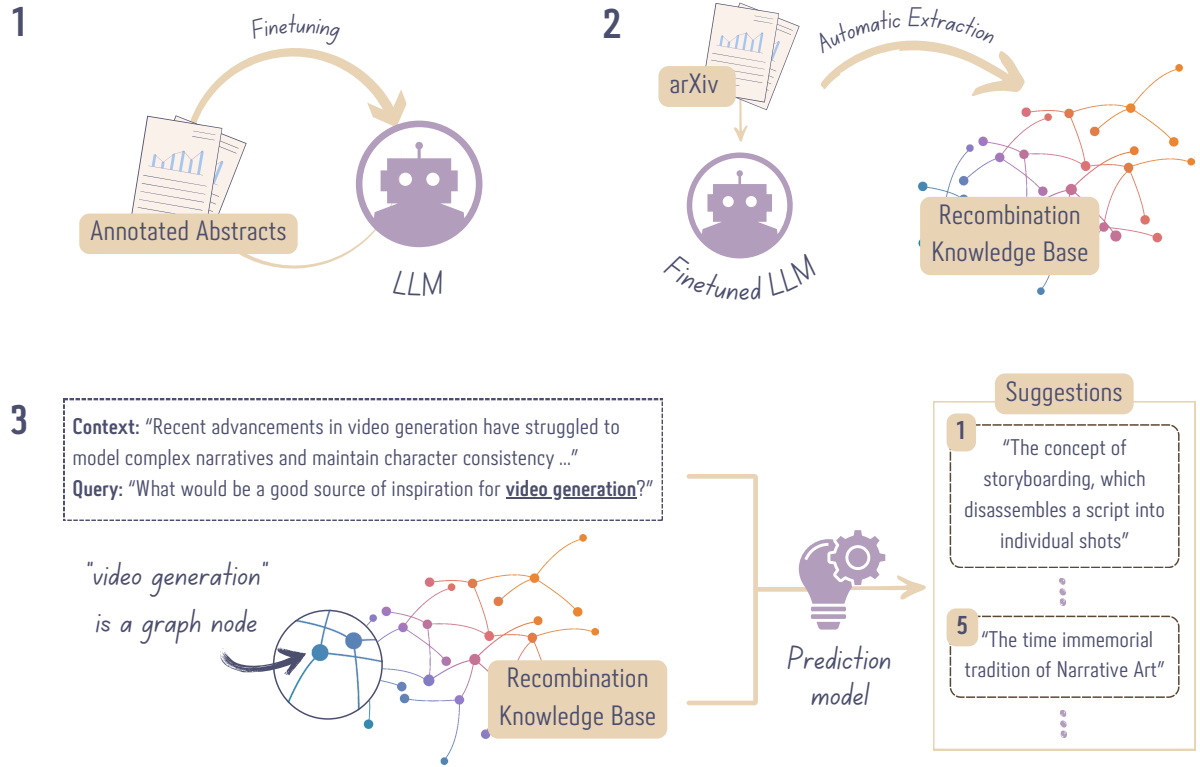 1
Finetuning
Annotated Abstracts
LLM
2
arXiv
Automatic Extraction
Finetuned LLM
Recombination
Knowledge Base
3
Context: “Recent advancements in video generation have struggled to
model complex narratives and maintain character consistency ...”
Query: “What would be a good source of inspiration for video generation?”
"video generation"
is a graph node
Recombination
Knowledge Base
Prediction
model
Suggestions
1
“The concept of
storyboarding, which
disassembles a script into
individual shots”
5
“The time immemorial
tradition of Narrative Art”